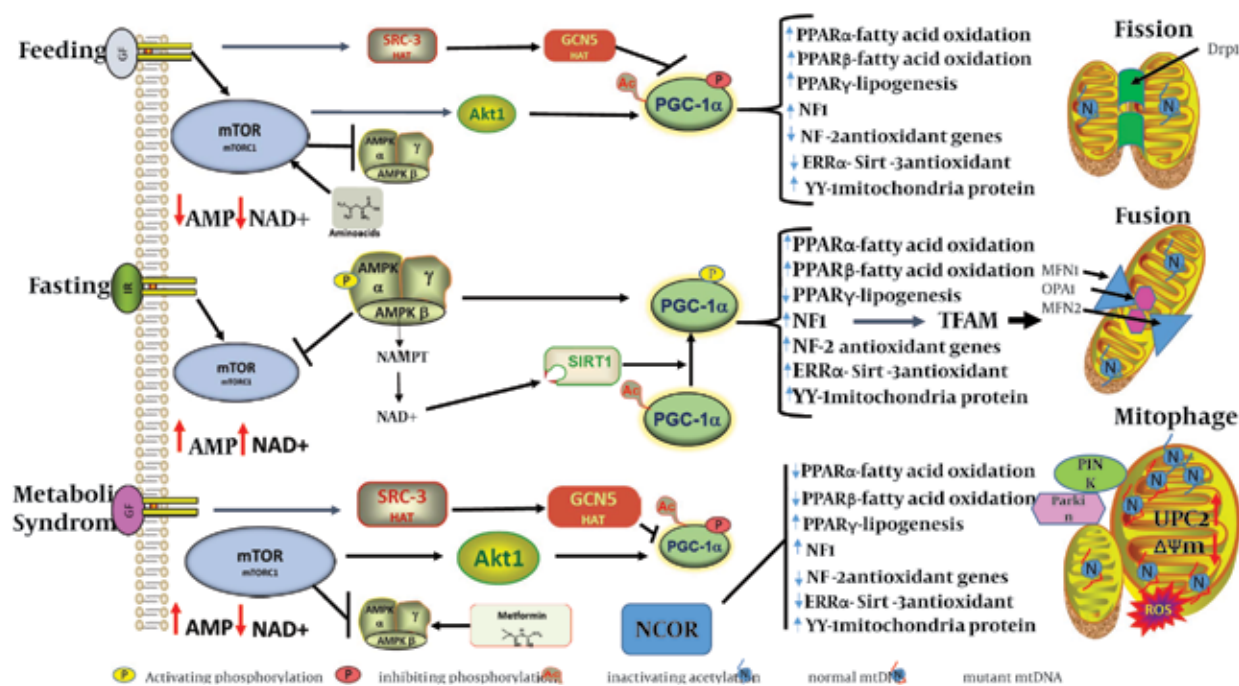 Feeding
GF
SRC-3
HAT
GCN5
HAT
Ac
P
PGC-1α
mTOR
mTORC1
Akt1
AMPK
α
γ
AMPK β
Aminoacids
AMP NAD+
PPARα-fatty acid oxidation
PPARβ-fatty acid oxidation
PPARγ-lipogenesis
NF1
NF-2antioxidant genes
ERRα-Sirt-3antioxidant
YY-1mitochondria protein
Fission
Drp1
N
N
Fasting
IR
mTOR
mTORC1
P
AMPK
α
γ
AMPK β
NAMPT
NAD+
SIRT1
P
PGC-1α
Ac
PGC-1α
AMP NAD+
PPARα-fatty acid oxidation
PPARβ-fatty acid oxidation
PPARγ-lipogenesis
NF1
TFAM
NF-2 antioxidant genes
ERRα-Sirt-3antioxidant
YY-1mitochondria protein
Fusion
MFN1
OPA1
MFN2
N
N
Metaboli
Syndrom
GF
SRC-3
HAT
GCN5
HAT
Ac
P
PGC-1α
mTOR
mTORC1
Akt1
AMPK
α
γ
AMPK β
Metformin
NCOR
AMP NAD+
PPARα-fatty acid oxidation
PPARβ-fatty acid oxidation
PPARγ-lipogenesis
NF1
NF-2antioxidant genes
ERRα-Sirt-3antioxidant
YY-1mitochondria protein
Mitophage
PIN
K
Parki
n
UPC2
ΔΨm
ROS
N
N
N
N
N
N
N
N
P Activating phosphorylation P inhibiting phosphorylation Ac inactivating acetylation N normal mtDN N mutant mtDNA